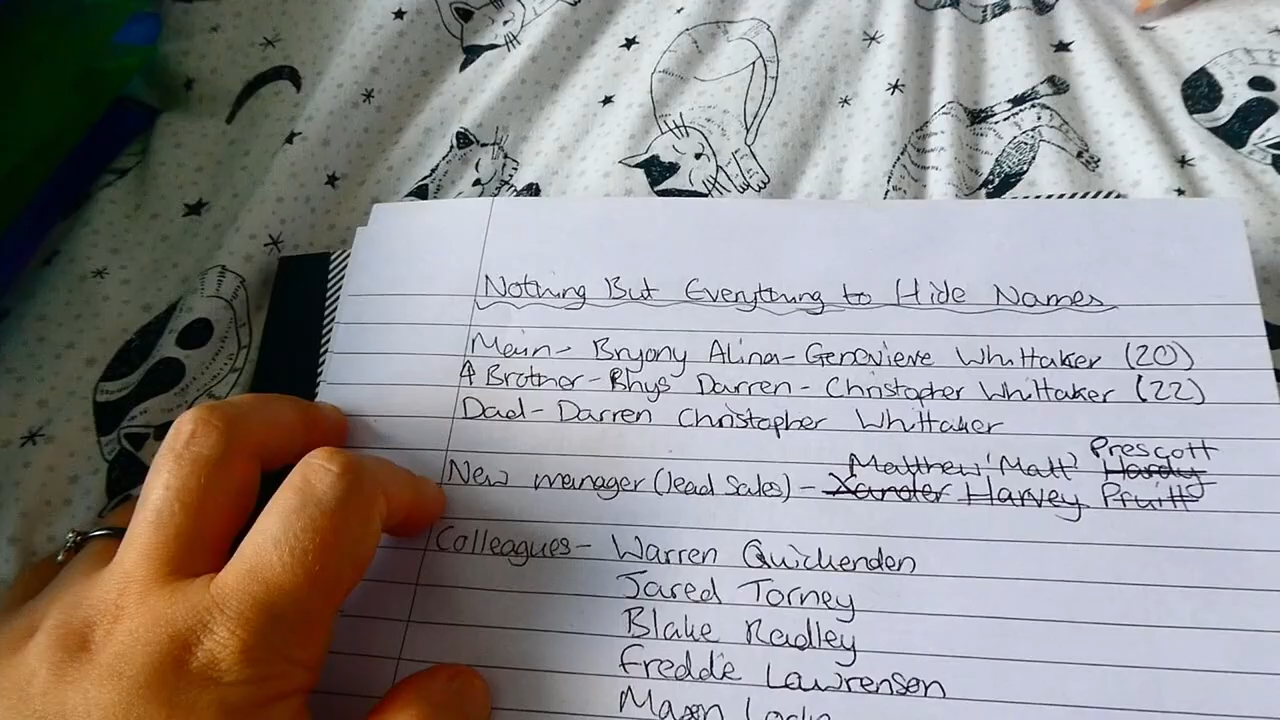 Nothing But Everything to Hide Names
Main- Bryony Alina-Genevieve Whittaker (20)
Brother-Rhys Darren-Christopher Whittaker (22)
Dad-Darren Christopher Whittaker
Prescott
Matthew 'Matt' Hardy
New manager (lead sales) - Xander Harvey Pruitt
Colleagues- Warren Quickenden
Jared Torney
Blake Radley
Freddie Lawrensen
Mason